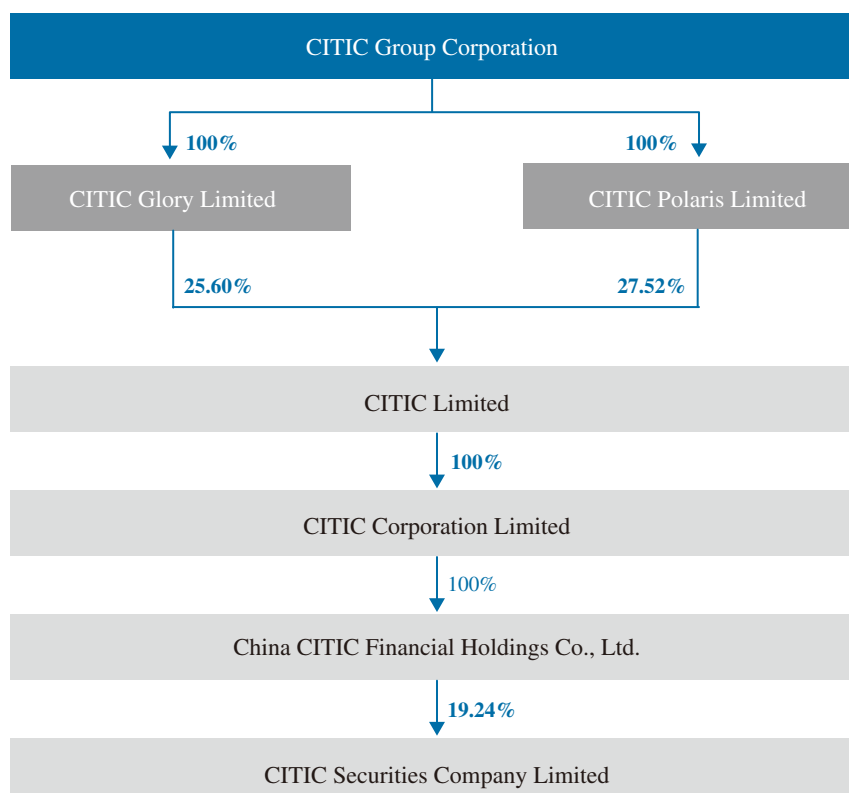 CITIC Group Corporation
100%
100%
CITIC Glory Limited
CITIC Polaris Limited
25.60%
27.52%
CITIC Limited
100%
CITIC Corporation Limited
100%
China CITIC Financial Holdings Co., Ltd.
19.24%
CITIC Securities Company Limited